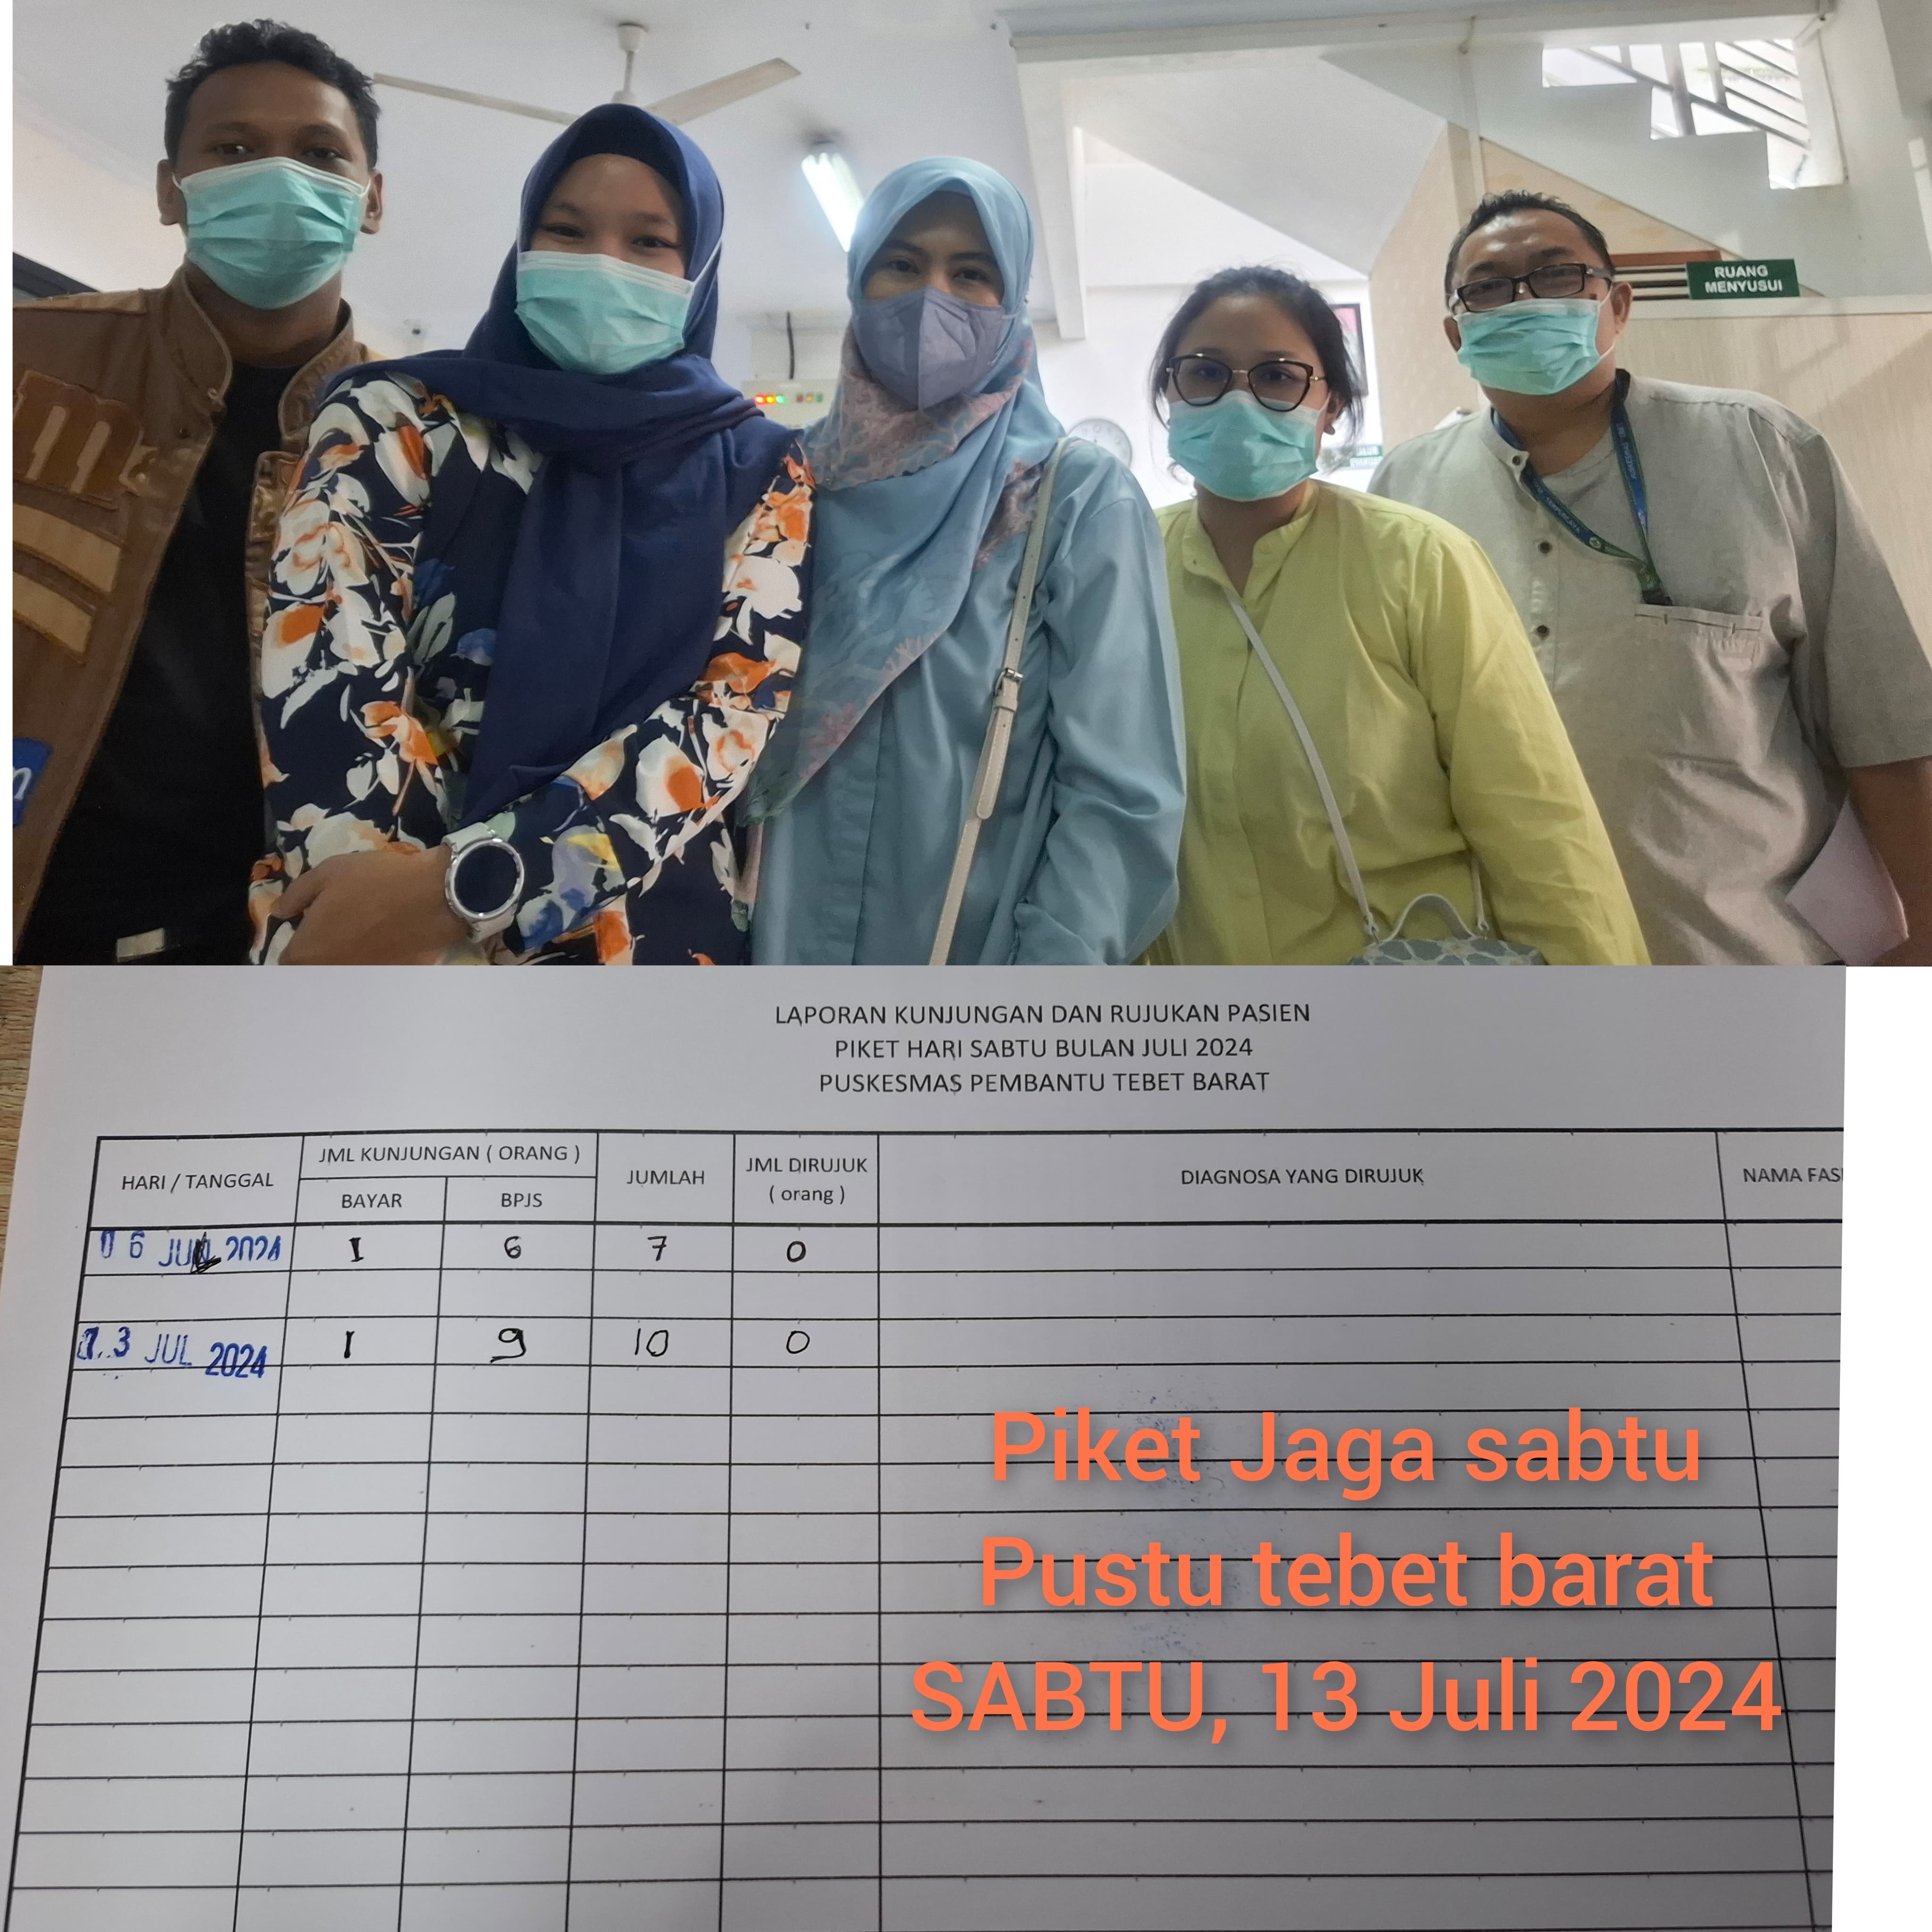 RUANG
MENYUSUI
LAPORAN KUNJUNGAN DAN RUJUKAN PASIEN
PIKET HARI SABTU BULAN JULI 2024
PUSKESMAS PEMBANTU TEBET BARAT
HARI / TANGGAL
JML KUNJUNGAN ( ORANG )
BAYAR
BPJS
JUMLAH
JML DIRUJUK
( orang )
DIAGNOSA YANG DIRUJUK
NAMA FAS
06 JUL 2024 1 6 7 0
13 JUL 2024 1 9 10 0
Piket Jaga sabtu
Pustu tebet barat
SABTU, 13 Juli 2024